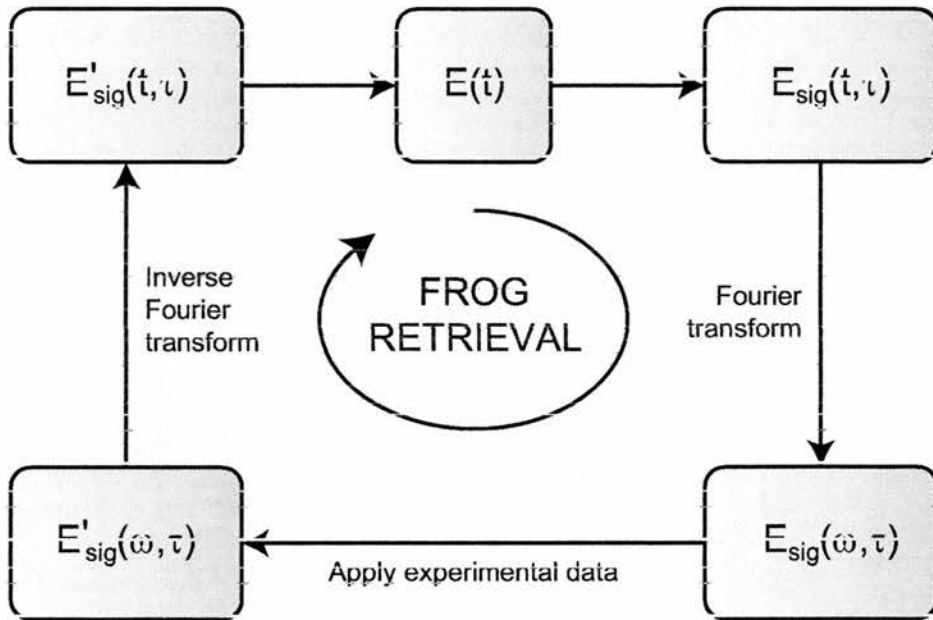 E'sig(t,τ)
E(t)
Esig(t,τ)
Inverse
Fourier
transform
FROG
RETRIEVAL
Fourier
transform
E'sig(ω,τ)
Apply experimental data
Esig(ω,τ)